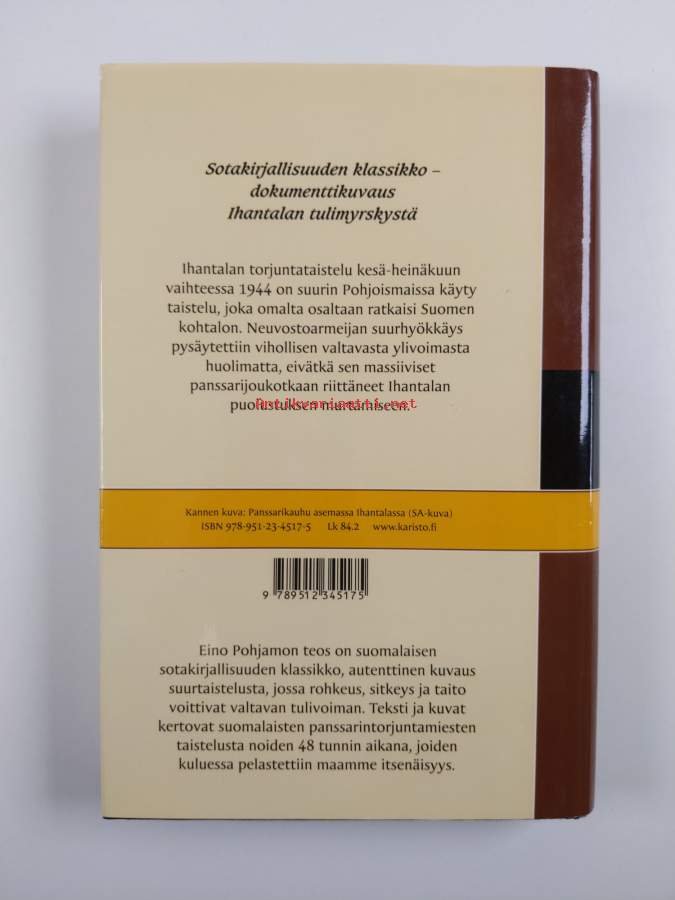 Sotakirjallisuuden klassikko –
dokumenttikuvaus
Ihantalan tulimyrskystä
Ihantalan torjuntataistelu kesä-heinäkuun
vaihteessa 1944 on suurin Pohjoismaissa käyty
taistelu, joka omalta osaltaan ratkaisi Suomen
kohtalon. Neuvostoarmeijan suurhyökkäys
pysäytettiin vihollisen valtavasta ylivoimasta
huolimatta, eivätkä sen massiiviset
panssarijoukotkaan riittäneet Ihantalan
puolustuksen murtamiseen.
Antikvariaatti.net
Kannen kuva: Panssarikauhu asemassa Ihantalassa (SA-kuva)
ISBN 978-951-23-4517-5 Lk 84.2 www.karisto.fi
9 789512 345175
Eino Pohjamon teos on suomalaisen
sotakirjallisuuden klassikko, autenttinen kuvaus
suurtaistelusta, jossa rohkeus, sitkeys ja taito
voittivat valtavan tulivoiman. Teksti ja kuvat
kertovat suomalaisten panssarintorjuntamiesten
taistelusta noiden 48 tunnin aikana, joiden
kuluessa pelastettiin maamme itsenäisyys.